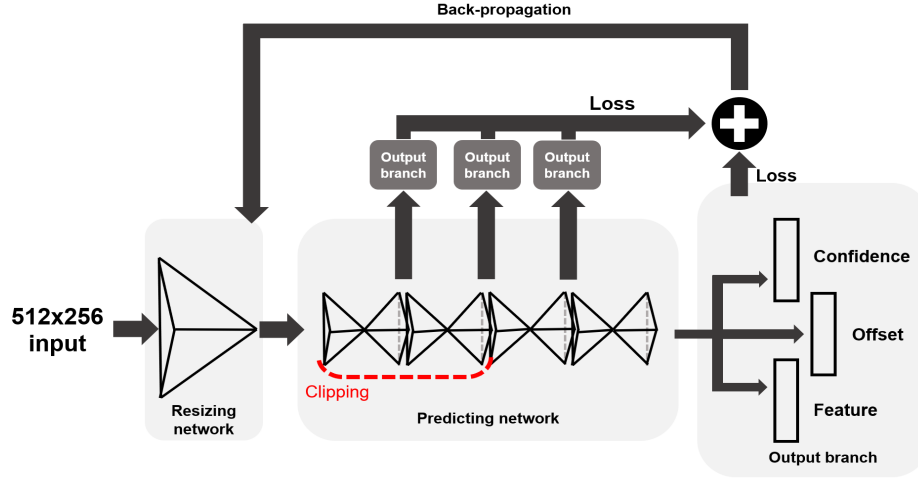 Back-propagation
Loss
Output
branch
Output
branch
Output
branch
Loss
512x256
input
Resizing
network
Clipping
Predicting network
Confidence
Offset
Feature
Output branch